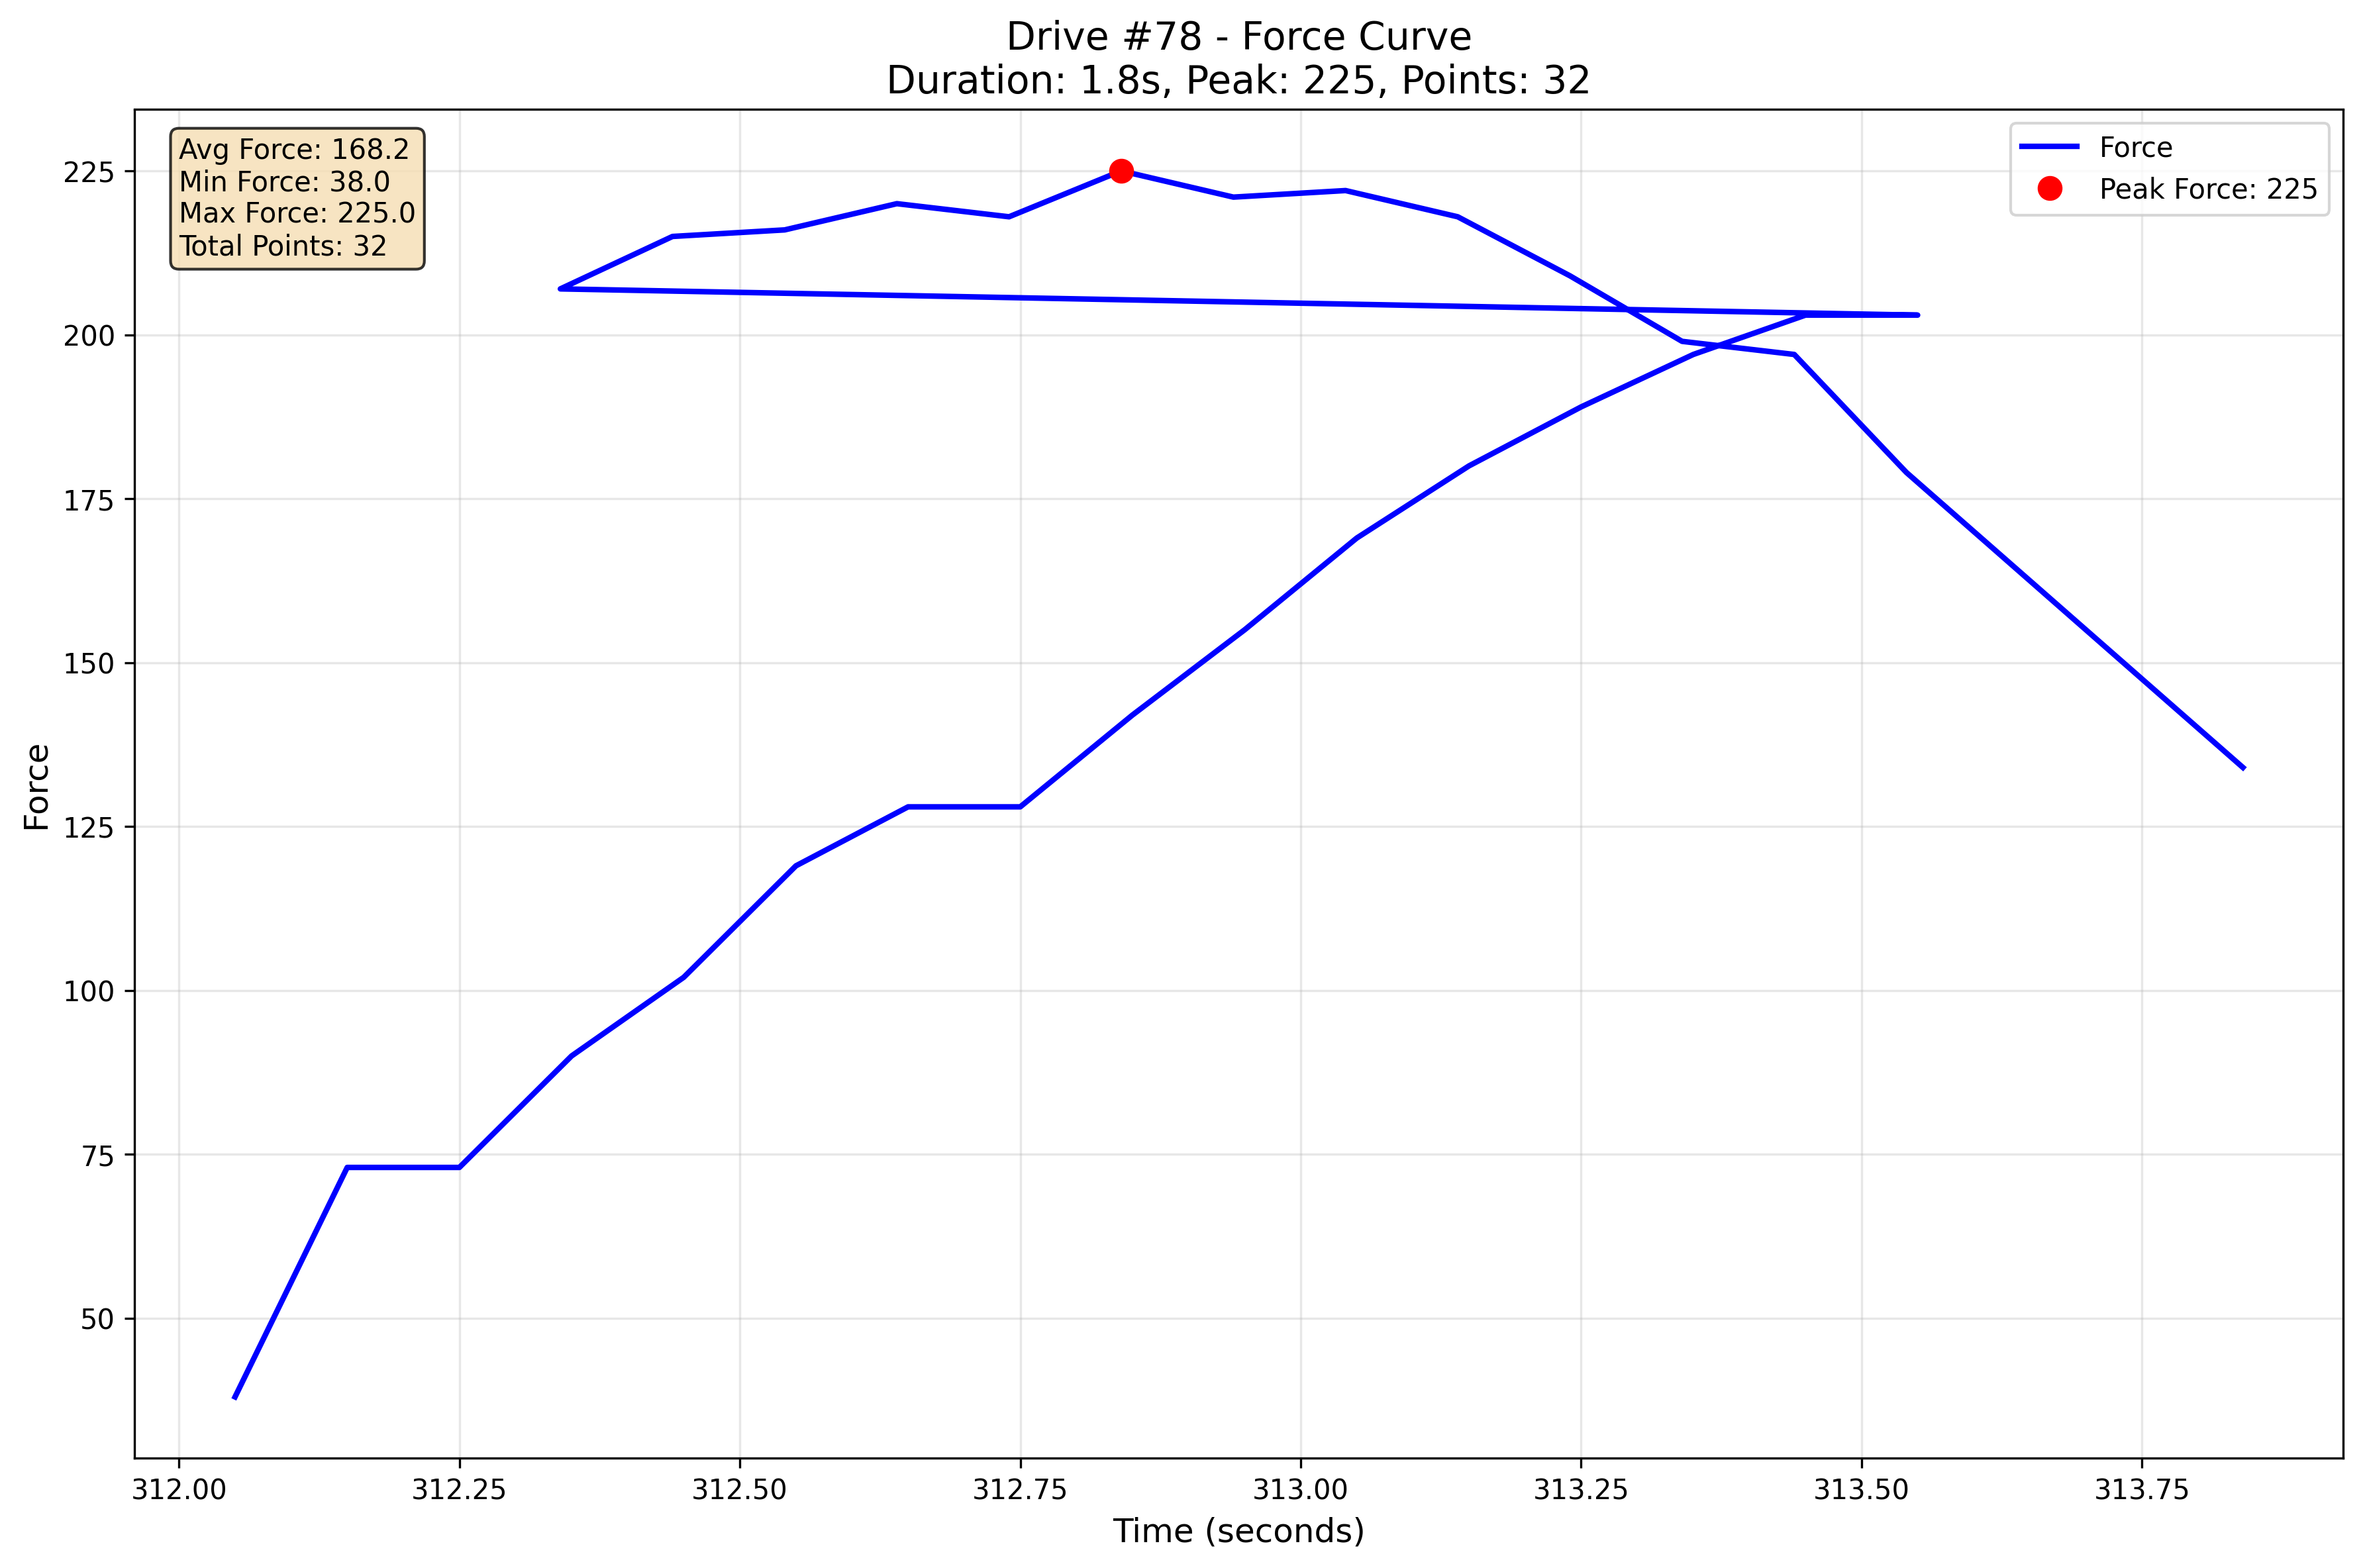 Drive #78 - Force Curve
Duration: 1.8s, Peak: 225, Points: 32
Avg Force: 168.2
Min Force: 38.0
Max Force: 225.0
Total Points: 32
Force
Peak Force: 225
225
200
175
150
125
100
75
50
Force
312.00 312.25 312.50 312.75 313.00 313.25 313.50 313.75
Time (seconds)